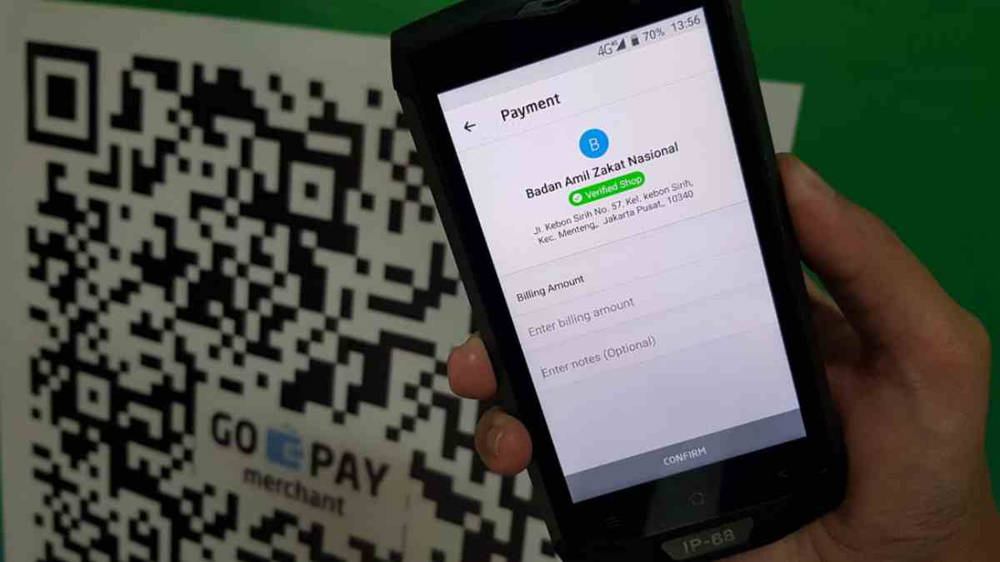 4G 70% 13:56
Payment
B
Badan Amil Zakat Nasional
Verified Shop
Jl. Kebon Sirih No. 57, Kel. kebon Sirih,
Kec. Menteng,, Jakarta Pusat,, 10340
Billing Amount
Enter billing amount
Enter notes (Optional)
CONFIRM
IP-68
GO PAY
merchant